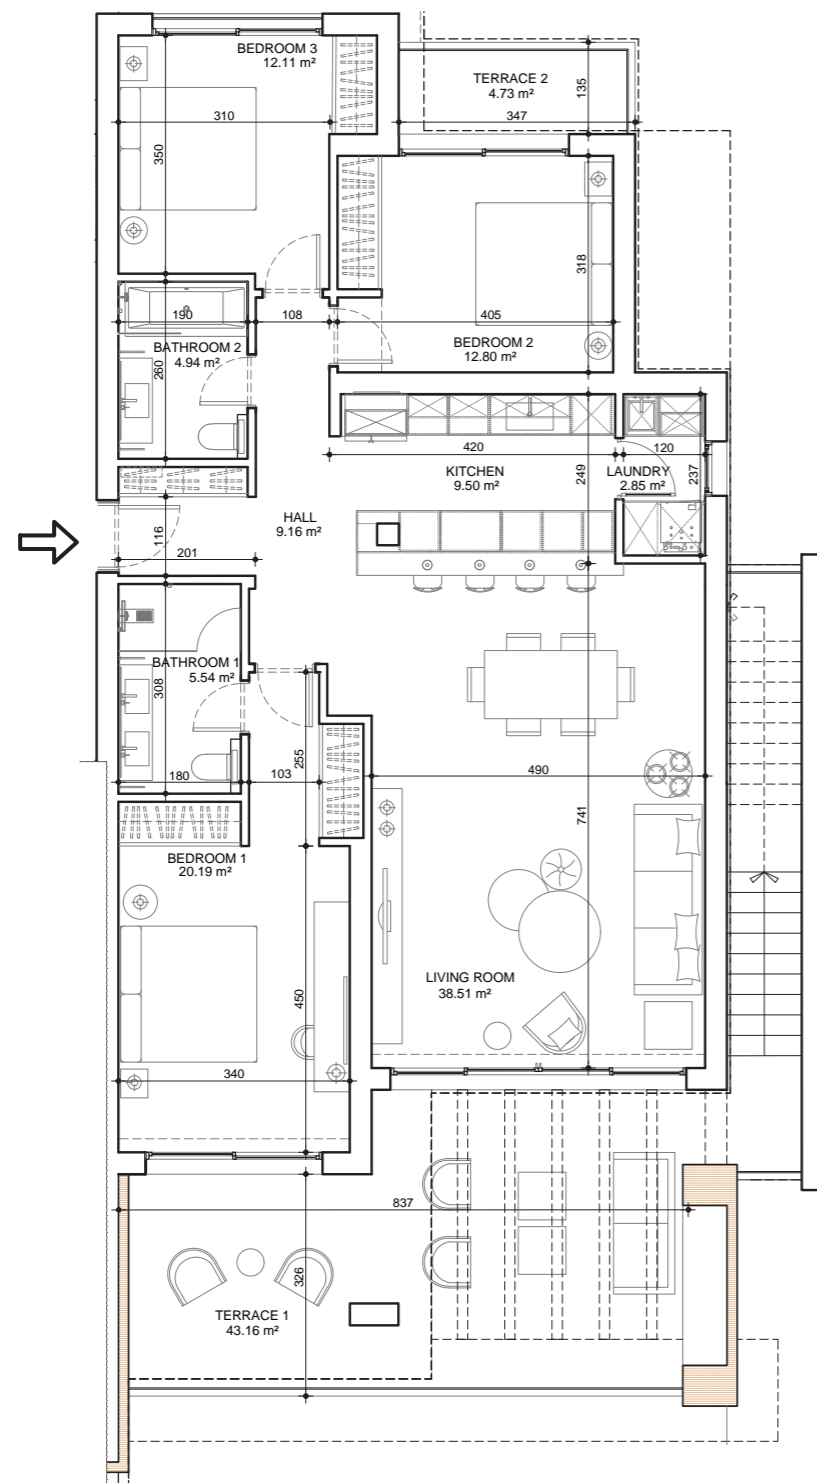 BEDROOM 3
12.11 m²
TERRACE 2
4.73 m²
135
310
347
350
318
190
108
405
BATHROOM 2
4.94 m²
BEDROOM 2
12.80 m²
260
420
120
KITCHEN
9.50 m²
249
LAUNDRY
2.85 m²
237
HALL
9.16 m²
116
201
BATHROOM 1
5.54 m²
308
255
180
103
490
741
BEDROOM 1
20.19 m²
LIVING ROOM
38.51 m²
450
340
837
326
TERRACE 1
43.16 m²